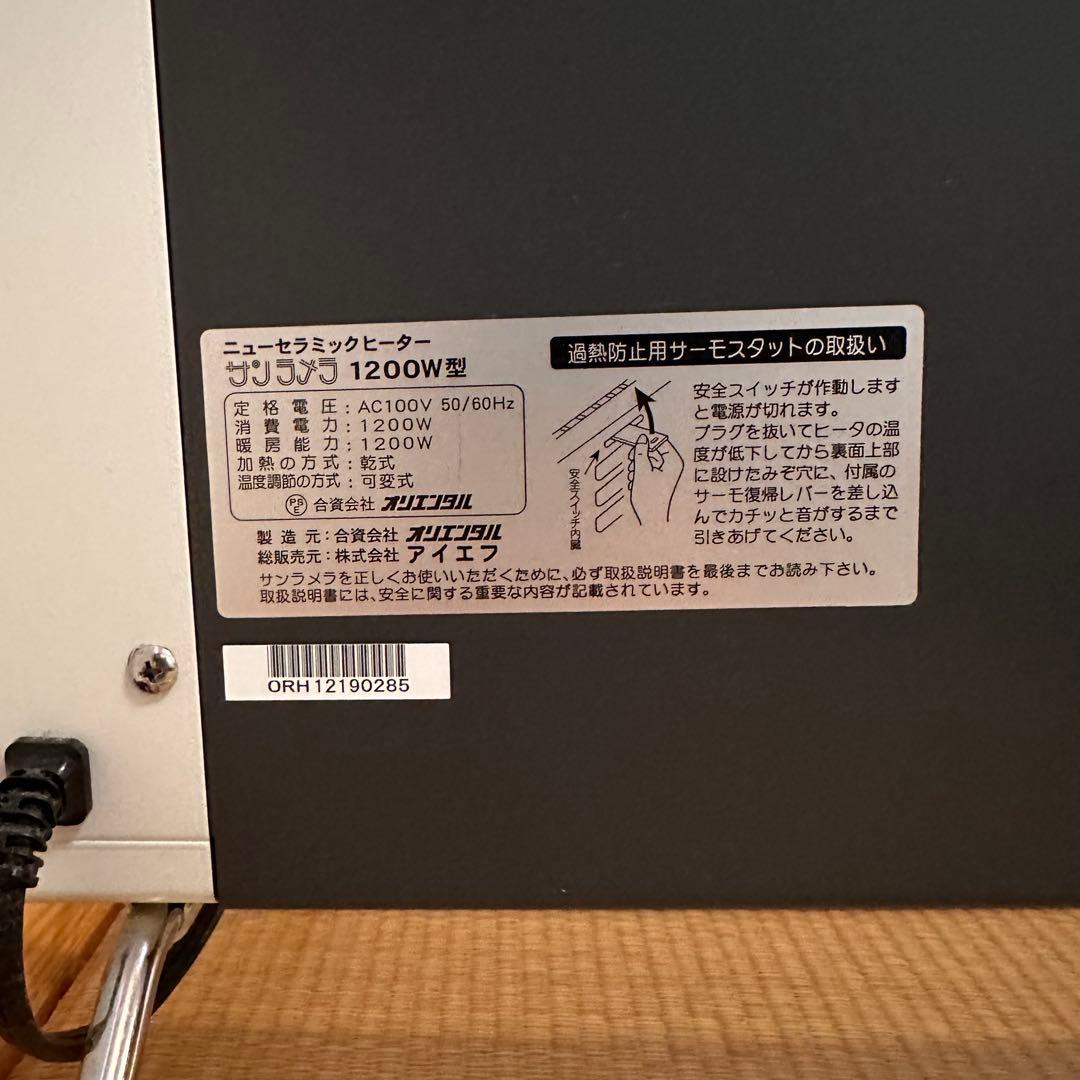 ニューセラミックヒーター
サンラメラ 1200W型
定格電圧: AC100V 50/60Hz
消費電力: 1200W
暖房能力: 1200W
加熱の方式: 乾式
温度調節の方式: 可変式
PSE 合資会社 オリエンタル
製造元: 合資会社 オリエンタル
総販売元: 株式会社 アイエフ
過熱防止用サーモスタットの取扱い
安全スイッチ内臓
安全スイッチが作動します
と電源が切れます。
プラグを抜いてヒータの温
度が低下してから裏面上部
に設けたみぞ穴に、付属の
サーモ復帰レバーを差し込
んでカチッと音がするまで
引きあげてください。
サンラメラを正しくお使いいただくために、必ず取扱説明書を最後までお読み下さい。
取扱説明書には、安全に関する重要な内容が記載されています。
ORH12190285